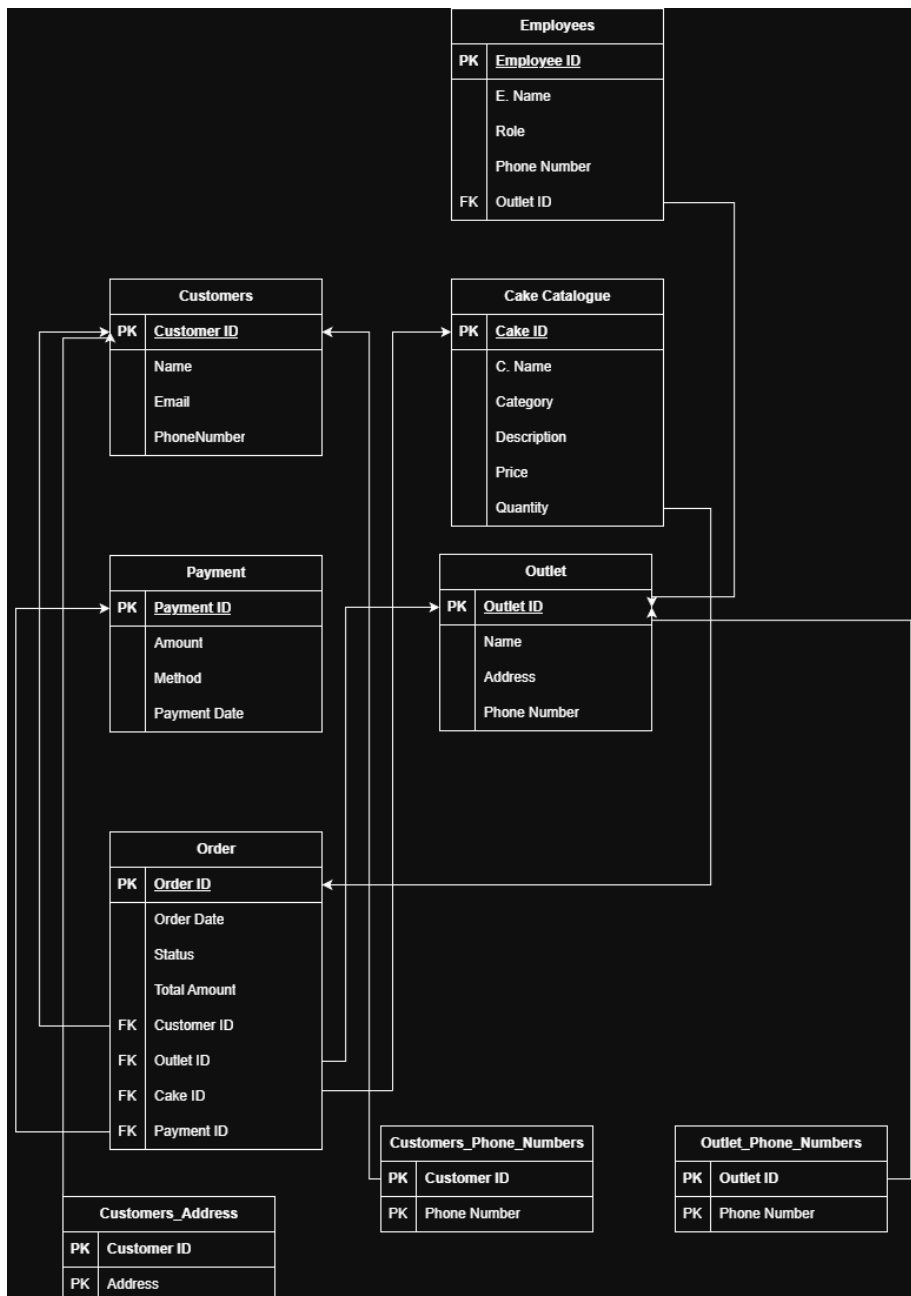 Employees
PK Employee ID
E. Name
Role
Phone Number
FK Outlet ID
Customers
PK Customer ID
Name
Email
PhoneNumber
Cake Catalogue
PK Cake ID
C. Name
Category
Description
Price
Quantity
Payment
PK Payment ID
Amount
Method
Payment Date
Outlet
PK Outlet ID
Name
Address
Phone Number
Order
PK Order ID
Order Date
Status
Total Amount
FK Customer ID
FK Outlet ID
FK Cake ID
FK Payment ID
Customers_Phone_Numbers
PK Customer ID
PK Phone Number
Outlet_Phone_Numbers
PK Outlet ID
PK Phone Number
Customers_Address
PK Customer ID
PK Address